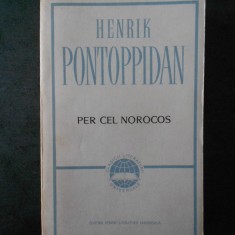 HENRIK
PONTOPPIDAN
PER CEL NOROCOS